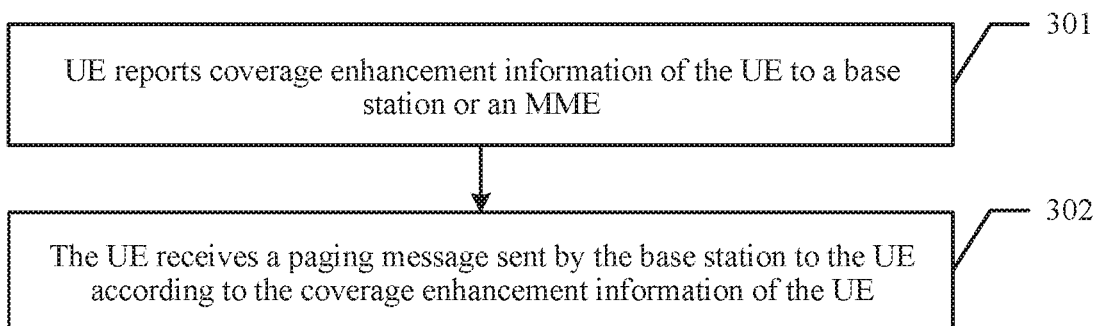 301
UE reports coverage enhancement information of the UE to a base
station or an MME
302
The UE receives a paging message sent by the base station to the UE
according to the coverage enhancement information of the UE